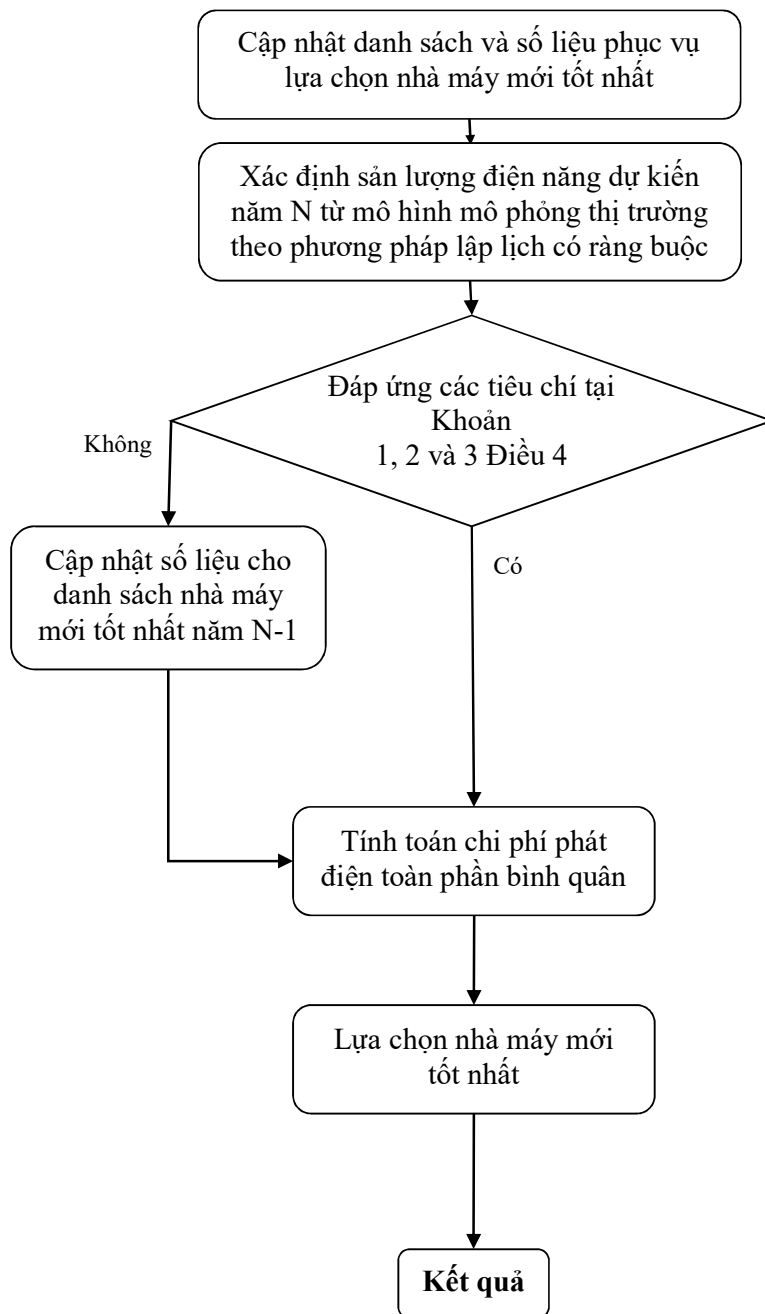 Cập nhật danh sách và số liệu phục vụ
lựa chọn nhà máy mới tốt nhất
Xác định sản lượng điện năng dự kiến
năm N từ mô hình mô phỏng thị trường
theo phương pháp lập lịch có ràng buộc
Đáp ứng các tiêu chí tại
Khoản
1, 2 và 3 Điều 4
Không
Cập nhật số liệu cho
danh sách nhà máy
mới tốt nhất năm N-1
Có
Tính toán chi phí phát
điện toàn phần bình quân
Lựa chọn nhà máy mới
tốt nhất
Kết quả